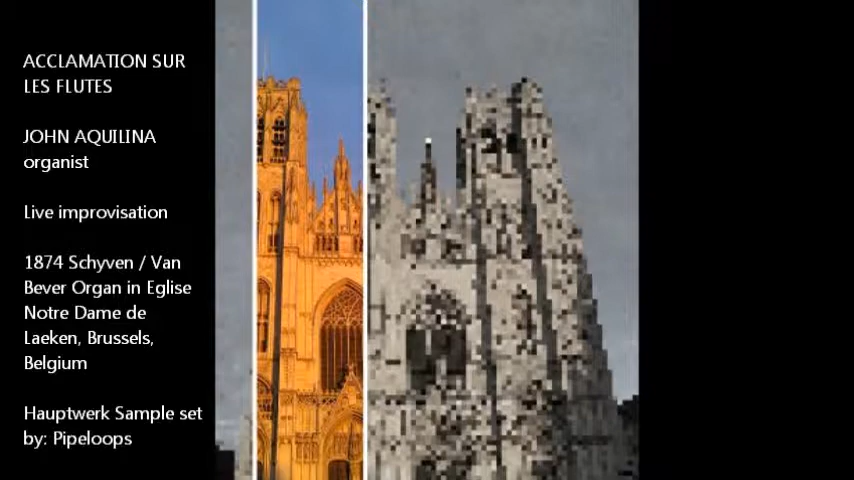 ACCLAMATION SUR
LES FLUTES
JOHN AQUILINA
organist
Live improvisation
1874 Schyven / Van
Bever Organ in Eglise
Notre Dame de
Laeken, Brussels,
Belgium
Hauptwerk Sample set
by: Pipeloops